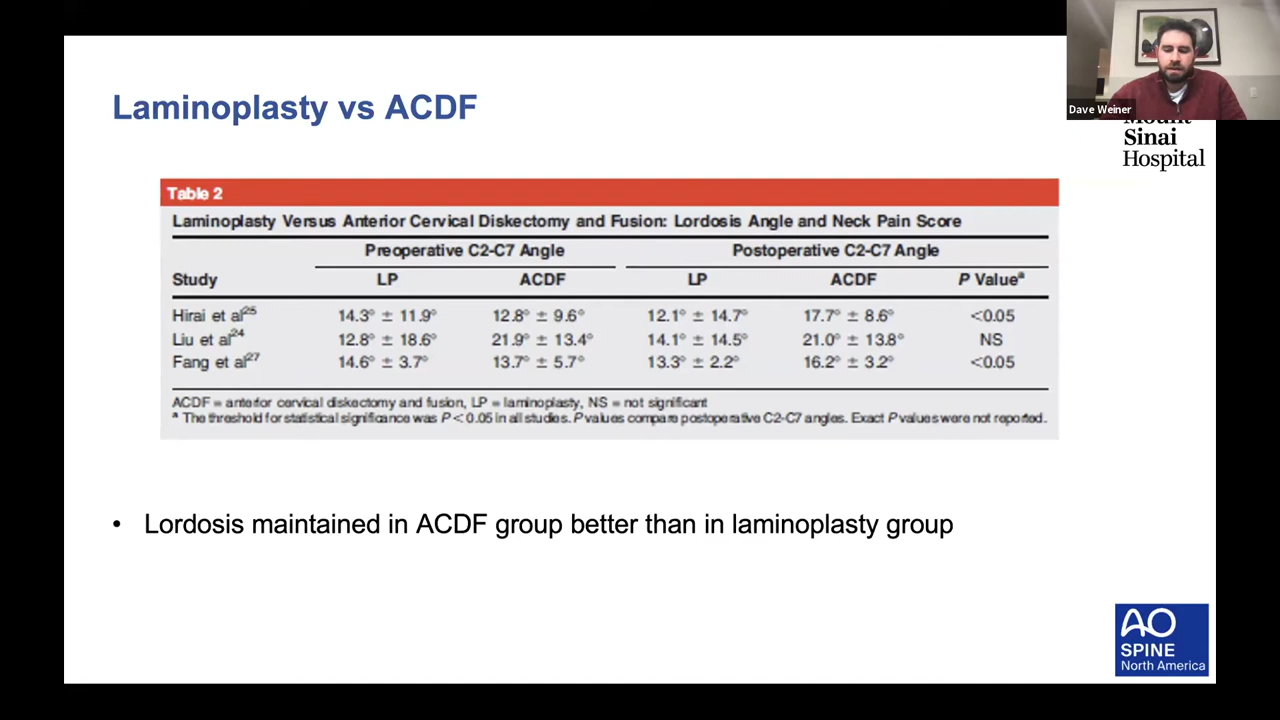 Dave Weiner
Mount
Sinai
Hospital
Laminoplasty vs ACDF
Table 2
Laminoplasty Versus Anterior Cervical Diskectomy and Fusion: Lordosis Angle and Neck Pain Score
Preoperative C2-C7 Angle Postoperative C2-C7 Angle
Study LP ACDF LP ACDF P Valueª
Hirai et al²⁵ 14.3° ± 11.9° 12.8° ± 9.6° 12.1° ± 14.7° 17.7° ± 8.6° <0.05
Liu et al²⁴ 12.8° ± 18.6° 21.9° ± 13.4° 14.1° ± 14.5° 21.0° ± 13.8° NS
Fang et al²⁷ 14.6° ± 3.7° 13.7° ± 5.7° 13.3° ± 2.2° 16.2° ± 3.2° <0.05
ACDF = anterior cervical diskectomy and fusion, LP = laminoplasty, NS = not significant
ª The threshold for statistical significance was P < 0.05 in all studies. P values compare postoperative C2-C7 angles. Exact P values were not reported.
• Lordosis maintained in ACDF group better than in laminoplasty group
AO
SPINE
North America